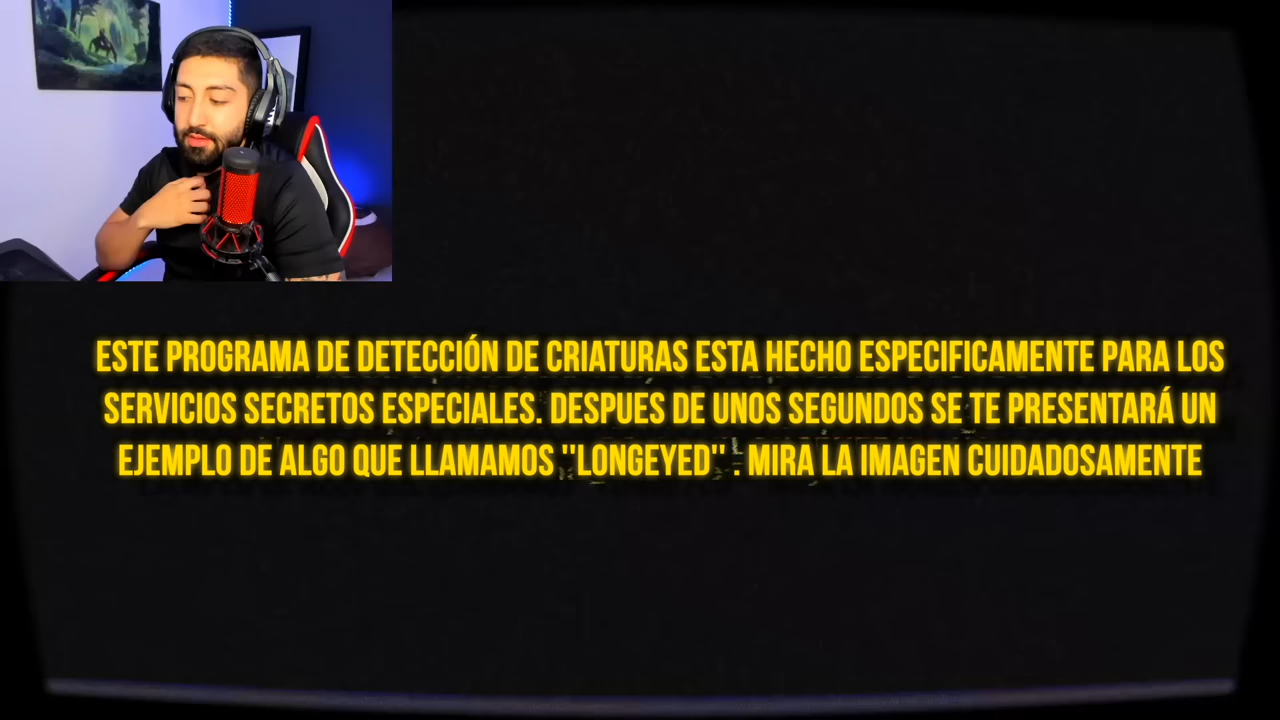 ESTE PROGRAMA DE DETECCIÓN DE CRIATURAS ESTA HECHO ESPECIFICAMENTE PARA LOS
SERVICIOS SECRETOS ESPECIALES. DESPUES DE UNOS SEGUNDOS SE TE PRESENTARÁ UN
EJEMPLO DE ALGO QUE LLAMAMOS "LONGEYED" . MIRA LA IMAGEN CUIDADOSAMENTE